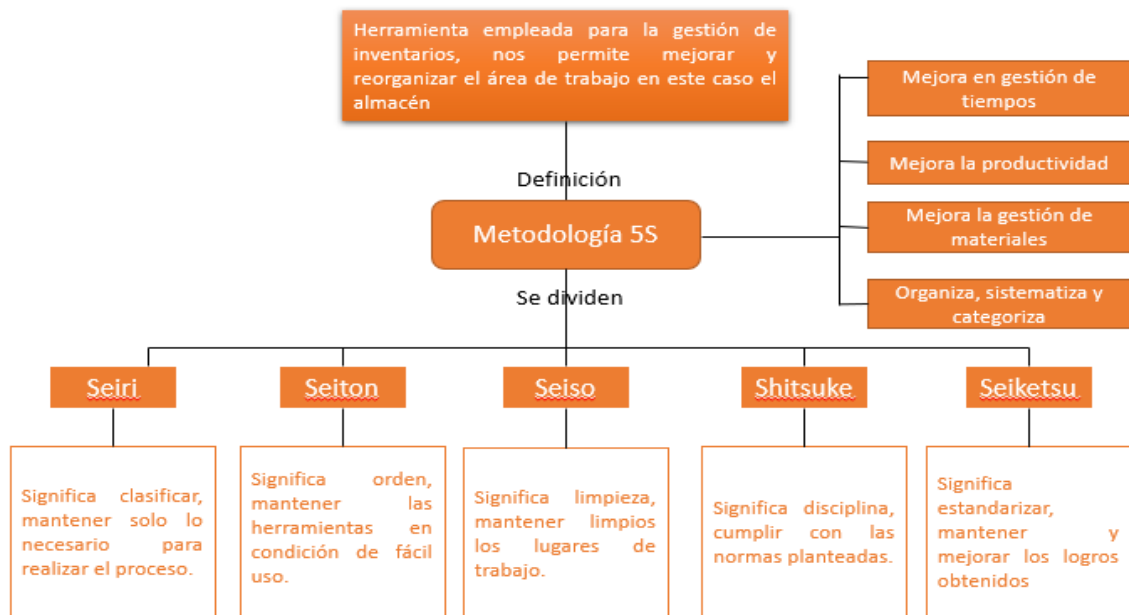 Herramienta empleada para la gestión de
inventarios, nos permite mejorar y
reorganizar el área de trabajo en este caso el
almacén
Definición
Metodología 5S
Mejora en gestión de
tiempos
Mejora la productividad
Mejora la gestión de
materiales
Organiza, sistematiza y
categoriza
Se dividen
Seiri
Seiton
Seiso
Shitsuke
Seiketsu
Significa clasificar,
mantener solo lo
necesario para
realizar el proceso.
Significa orden,
mantener las
herramientas en
condición de fácil
uso.
Significa limpieza,
mantener limpios
los lugares de
trabajo.
Significa disciplina,
cumplir con las
normas planteadas.
Significa
estandarizar,
mantener y
mejorar los logros
obtenidos